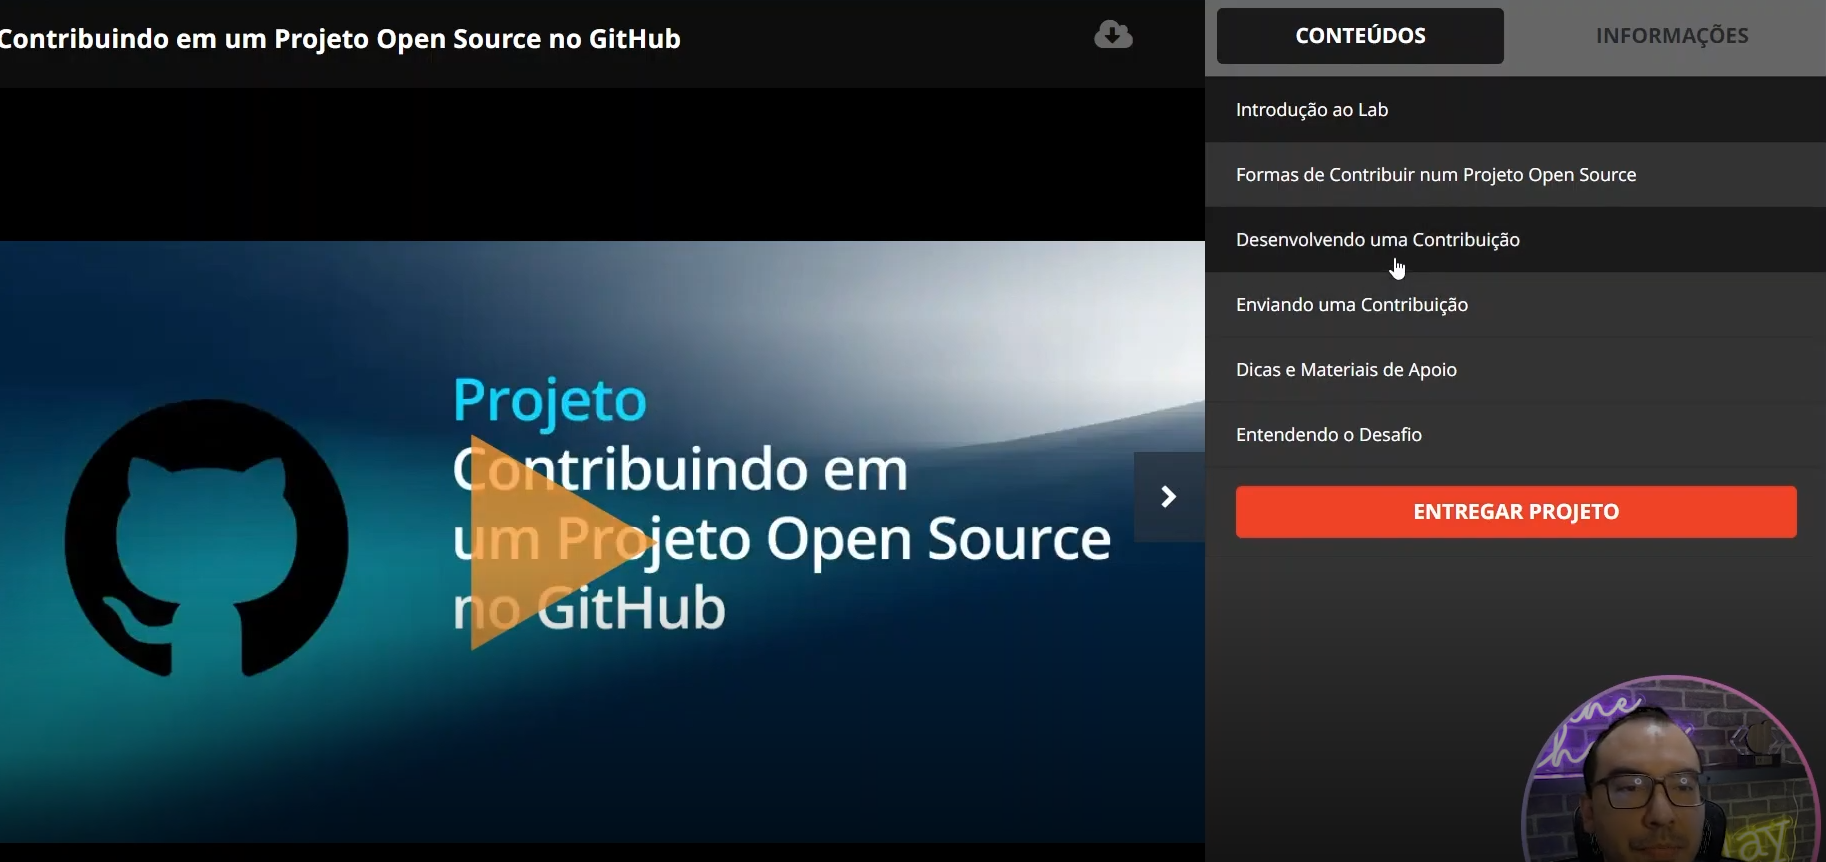 Contribuindo em um Projeto Open Source no GitHub
CONTEÚDOS
INFORMAÇÕES
Introdução ao Lab
Formas de Contribuir num Projeto Open Source
Desenvolvendo uma Contribuição
Enviando uma Contribuição
Dicas e Materiais de Apoio
Entendendo o Desafio
ENTREGAR PROJETO
Projeto
Contribuindo em
um Projeto Open Source
no GitHub